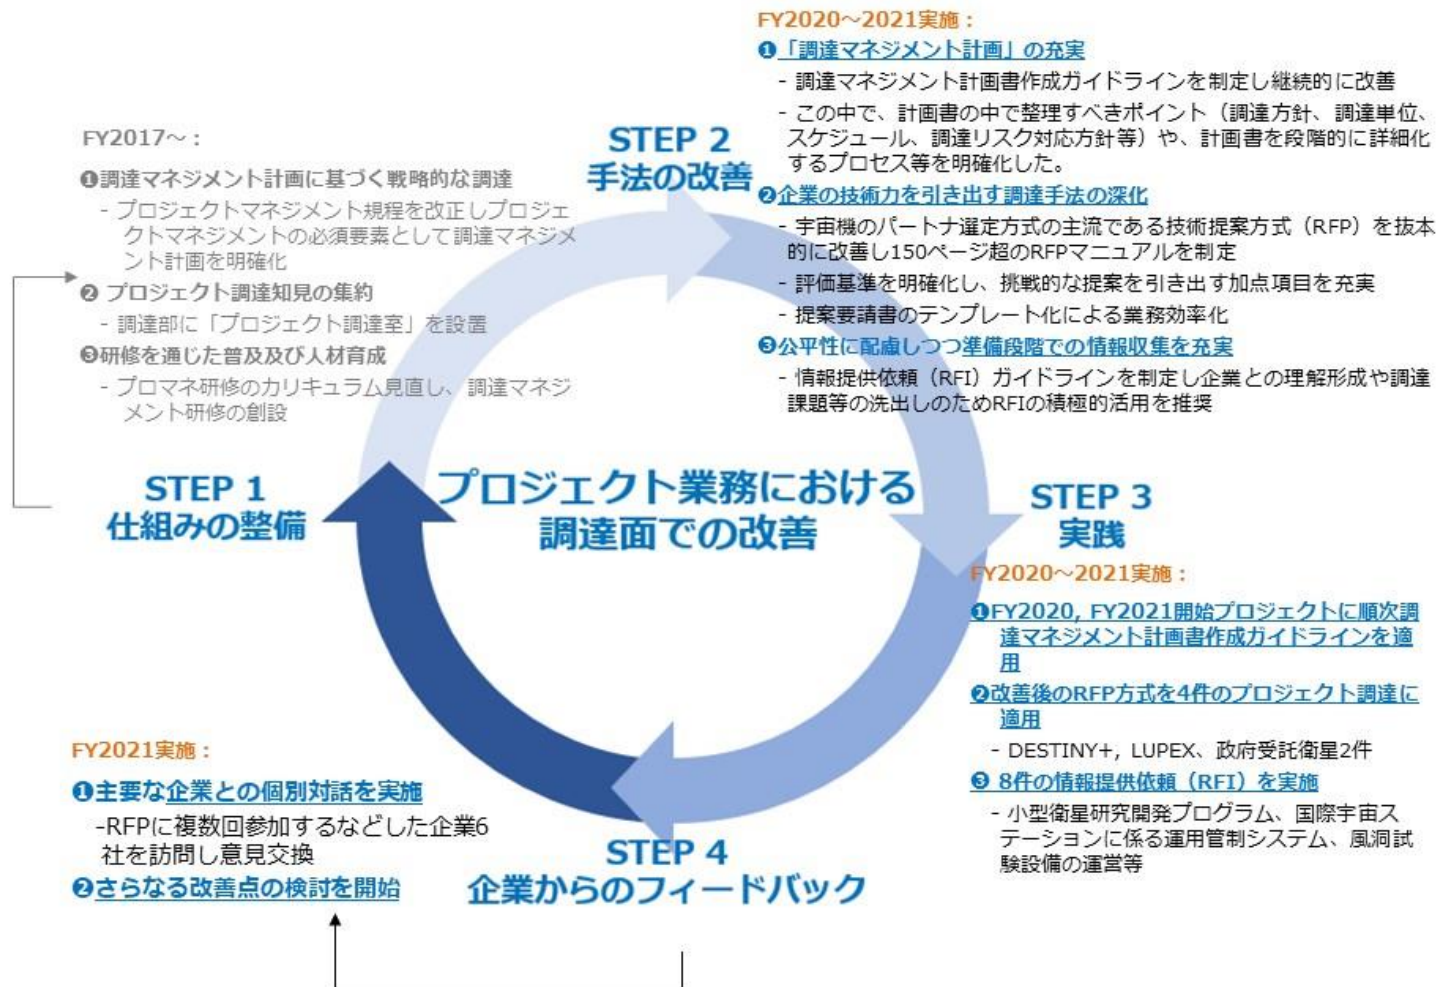 FY2017～：
❶調達マネジメント計画に基づく戦略的な調達
- プロジェクトマネジメント規程を改正しプロジェ
クトマネジメントの必須要素として調達マネジメ
ント計画を明確化
❷ プロジェクト調達知見の集約
- 調達部に「プロジェクト調達室」を設置
❸研修を通じた普及及び人材育成
- プロマネ研修のカリキュラム見直し、調達マネジ
メント研修の創設
STEP 1
仕組みの整備
STEP 2
手法の改善
FY2020～2021実施：
❶「調達マネジメント計画」の充実
- 調達マネジメント計画書作成ガイドラインを制定し継続的に改善
- この中で、計画書の中で整理すべきポイント（調達方針、調達単位、
スケジュール、調達リスク対応方針等）や、計画書を段階的に詳細化
するプロセス等を明確化した。
❷企業の技術力を引き出す調達手法の深化
- 宇宙機のパートナ選定方式の主流である技術提案方式（RFP）を抜本
的に改善し150ページ超のRFPマニュアルを制定
- 評価基準を明確化し、挑戦的な提案を引き出す加点項目を充実
- 提案要請書のテンプレート化による業務効率化
❸公平性に配慮しつつ準備段階での情報収集を充実
- 情報提供依頼（RFI）ガイドラインを制定し企業との理解形成や調達
課題等の洗出しのためRFIの積極的活用を推奨
プロジェクト業務における
調達面での改善
STEP 3
実践
FY2020～2021実施：
❶FY2020, FY2021開始プロジェクトに順次調
達マネジメント計画書作成ガイドラインを適
用
❷改善後のRFP方式を4件のプロジェクト調達に
適用
- DESTINY+, LUPEX、政府受託衛星2件
❸ 8件の情報提供依頼（RFI）を実施
- 小型衛星研究開発プログラム、国際宇宙ス
テーションに係る運用管制システム、風洞試
験設備の運営等
STEP 4
企業からのフィードバック
FY2021実施：
❶主要な企業との個別対話を実施
-RFPに複数回参加するなどした企業6
社を訪問し意見交換
❷さらなる改善点の検討を開始